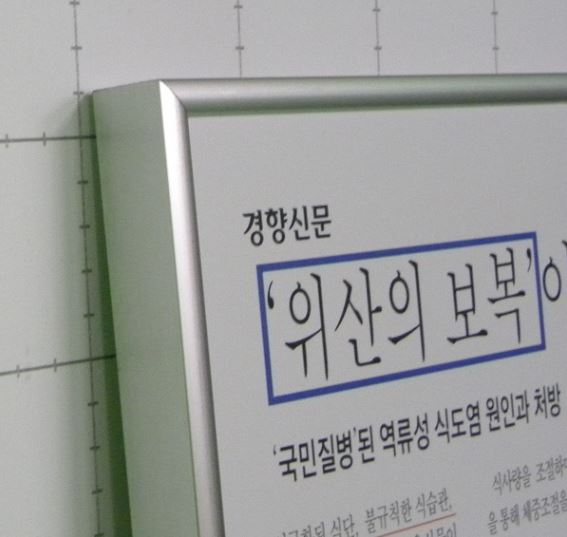 경향신문
‘위산의 보복’이
‘국민질병’된 역류성 식도염 원인과 처방
식단, 불규칙한 식습관,
식사량을 조절하
을 통해 체중조절을